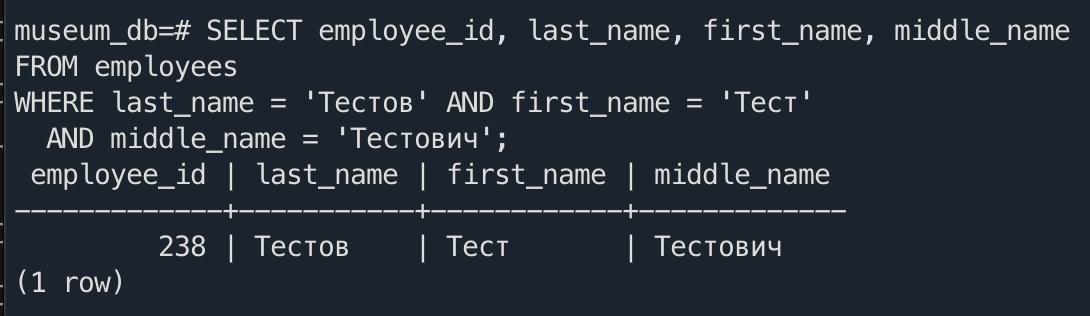 museum_db=# SELECT employee_id, last_name, first_name, middle_name
FROM employees
WHERE last_name = 'Тестов' AND first_name = 'Тест'
  AND middle_name = 'Тестович';
 employee_id | last_name | first_name | middle_name
-------------+-----------+------------+-------------
         238 | Тестов    | Тест       | Тестович
(1 row)